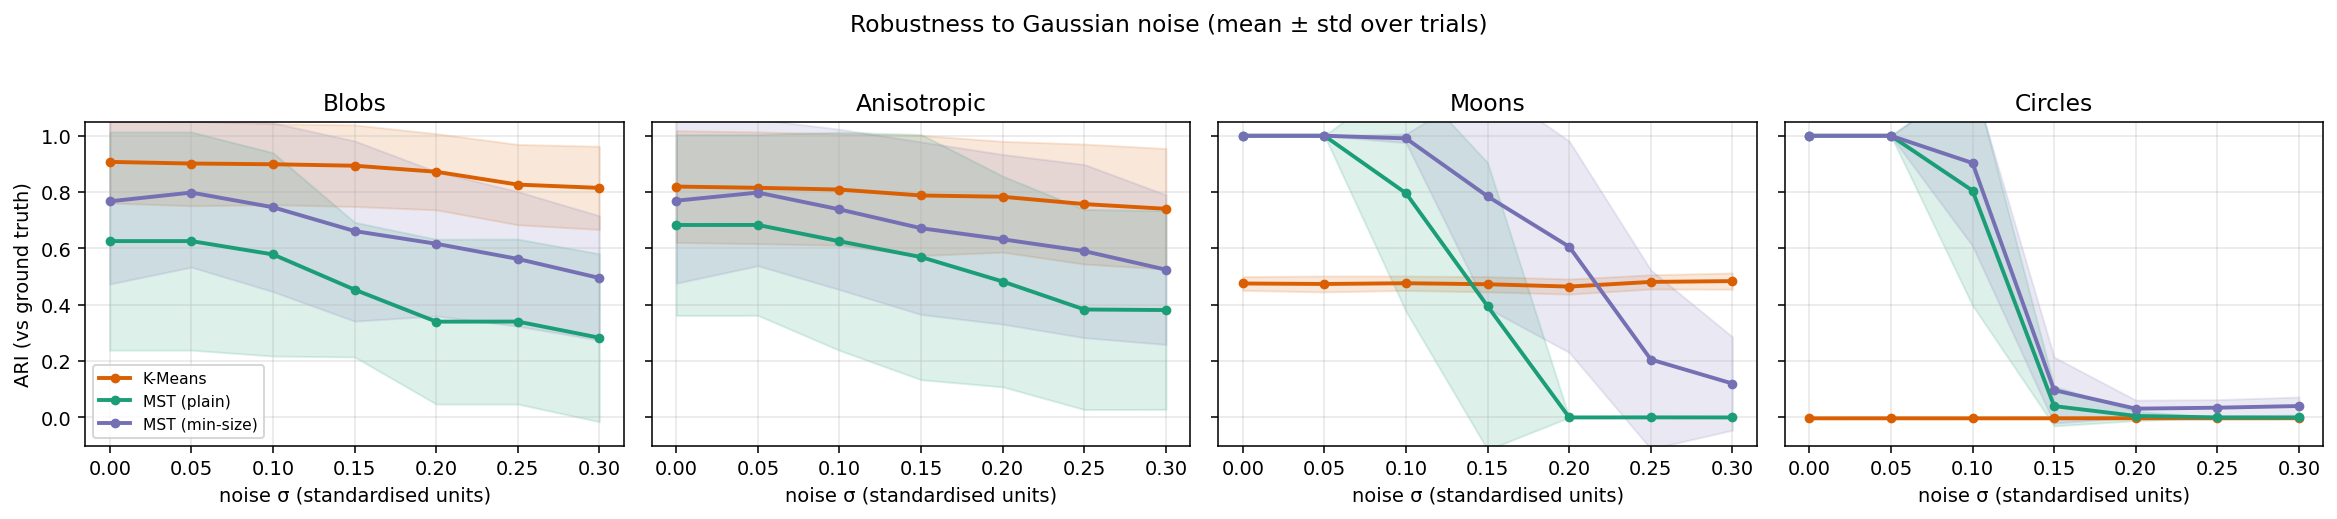 Robustness to Gaussian noise (mean ± std over trials)
Blobs
Anisotropic
Moons
Circles
ARI (vs ground truth)
1.0
0.8
0.6
0.4
0.2
0.0
K-Means
MST (plain)
MST (min-size)
0.00 0.05 0.10 0.15 0.20 0.25 0.30
0.00 0.05 0.10 0.15 0.20 0.25 0.30
0.00 0.05 0.10 0.15 0.20 0.25 0.30
0.00 0.05 0.10 0.15 0.20 0.25 0.30
noise σ (standardised units)
noise σ (standardised units)
noise σ (standardised units)
noise σ (standardised units)